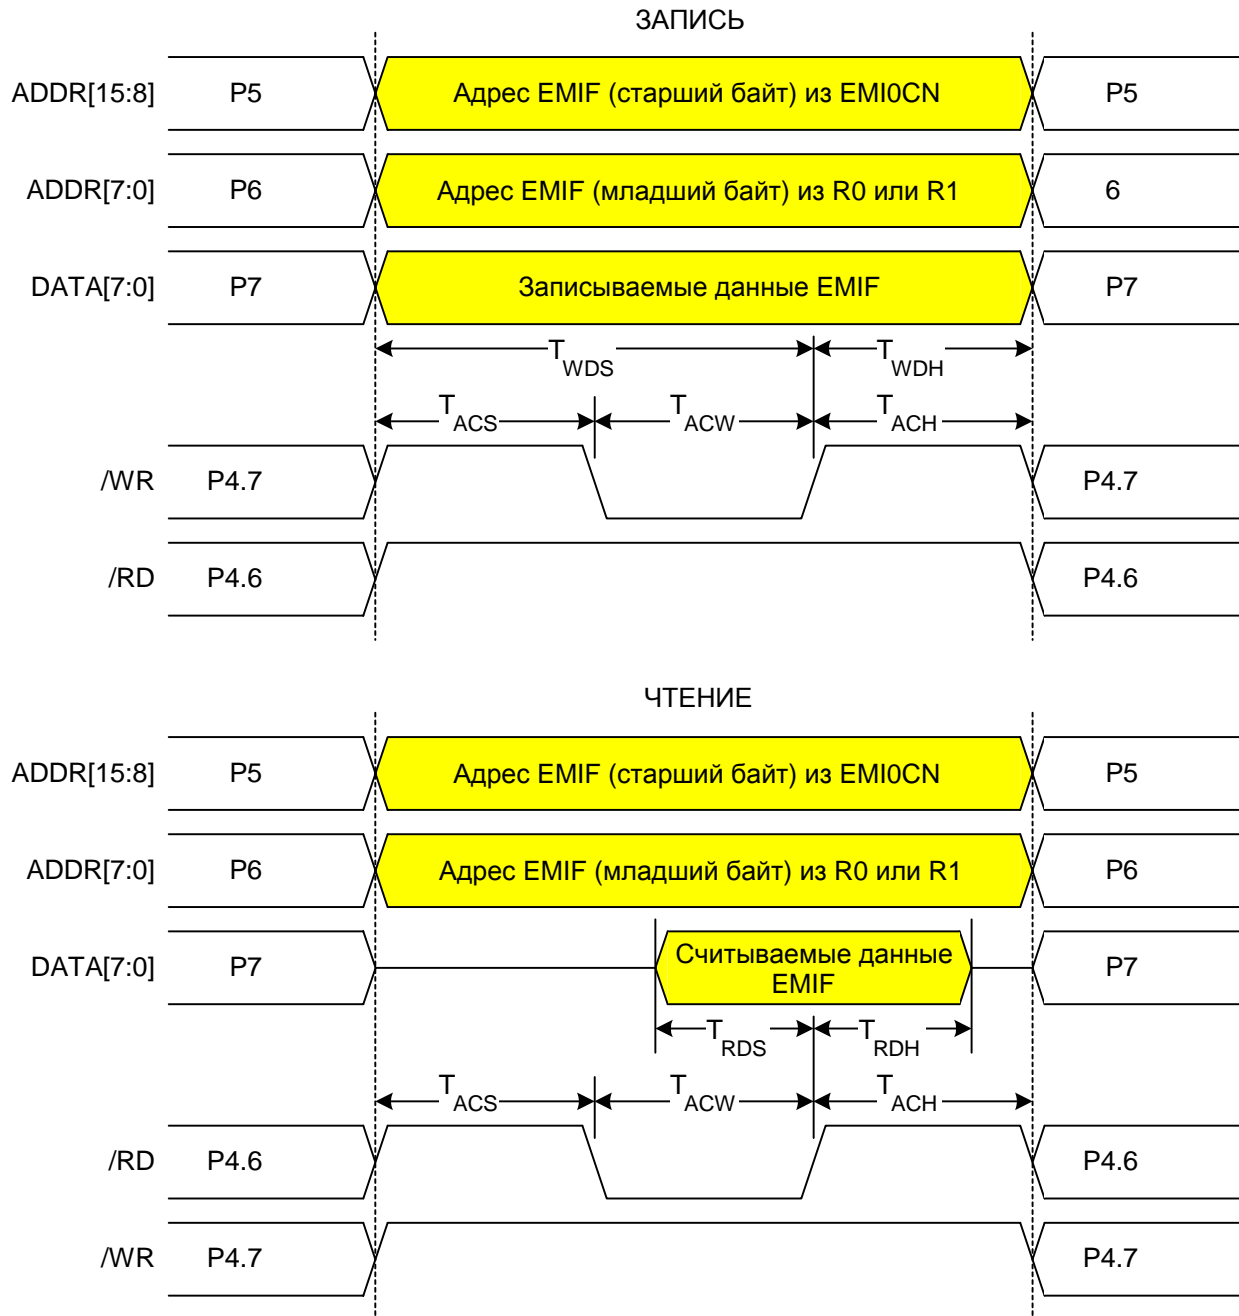 ЗАПИСЬ
ADDR[15:8] P5 Адрес EMIF (старший байт) из EMI0CN P5
ADDR[7:0] P6 Адрес EMIF (младший байт) из R0 или R1 6
DATA[7:0] P7 Записываемые данные EMIF P7
TWDS TWDH
TACS TACW TACH
/WR P4.7 P4.7
/RD P4.6 P4.6
ЧТЕНИЕ
ADDR[15:8] P5 Адрес EMIF (старший байт) из EMI0CN P5
ADDR[7:0] P6 Адрес EMIF (младший байт) из R0 или R1 P6
DATA[7:0] P7 Считываемые данные P7
EMIF
TRDS TRDH
TACS TACW TACH
/RD P4.6 P4.6
/WR P4.7 P4.7